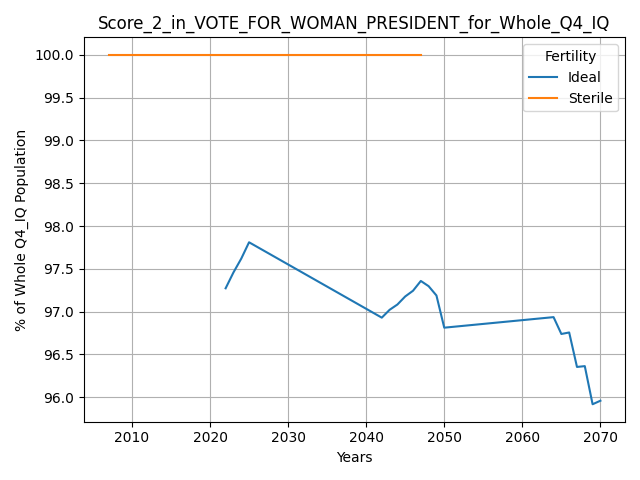 Score_2_in_VOTE_FOR_WOMAN_PRESIDENT_for_Whole_Q4_IQ
% of Whole Q4_IQ Population
100.0
99.5
99.0
98.5
98.0
97.5
97.0
96.5
96.0
Fertility
Ideal
Sterile
2010
2020
2030
2040
2050
2060
2070
Years